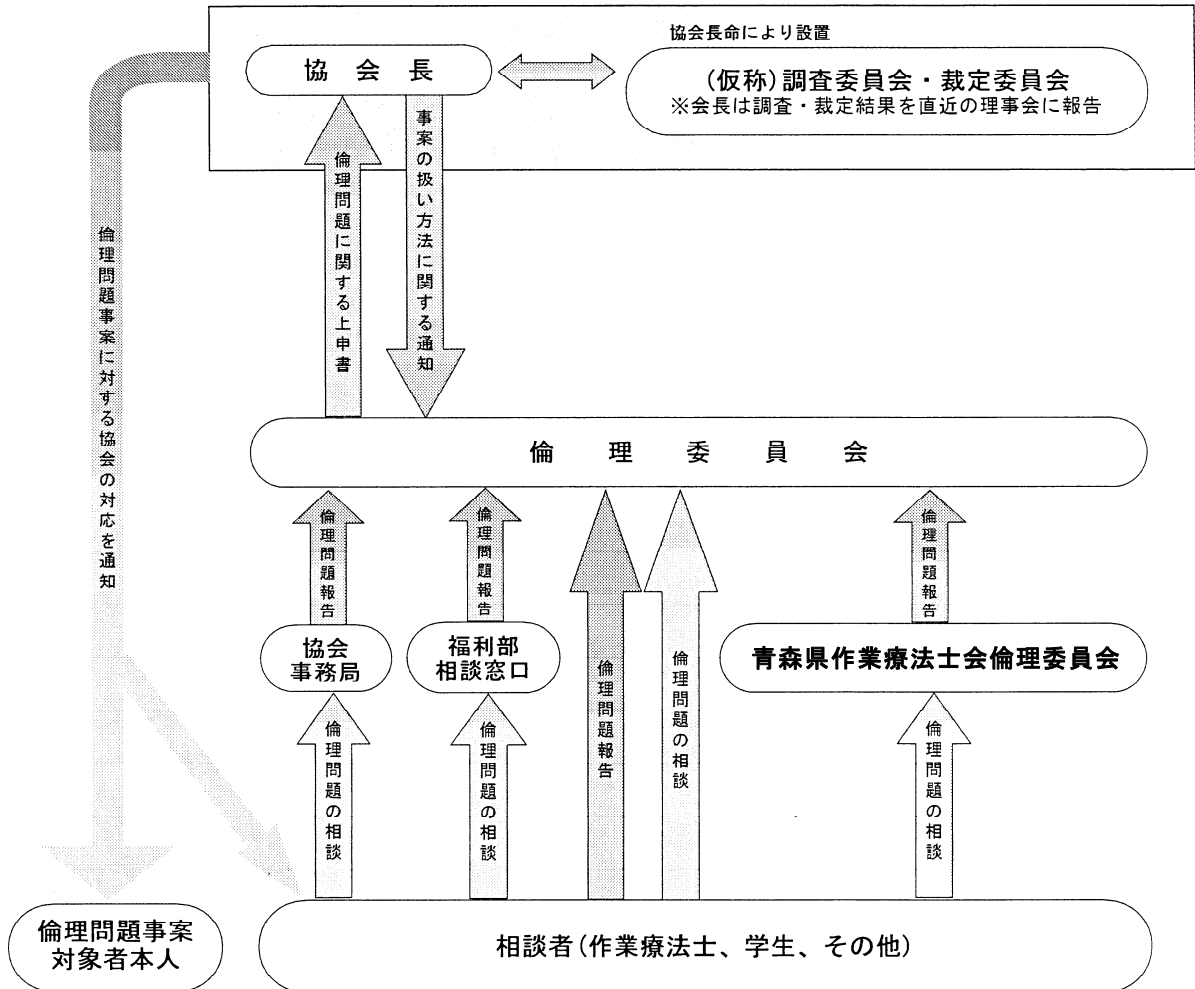 協会長命により設置
協会長
(仮称)調査委員会・裁定委員会
※会長は調査・裁定結果を直近の理事会に報告
倫理問題に関する上申書
事案の扱い方法に関する通知
倫理問題事案に対する協会の対応を通知
倫理委員会
倫理問題報告
倫理問題報告
倫理問題報告
倫理問題の相談
倫理問題報告
協会
事務局
福利部
相談窓口
青森県作業療法士会倫理委員会
倫理問題の相談
倫理問題の相談
倫理問題の相談
倫理問題事案
対象者本人
相談者(作業療法士、学生、その他)